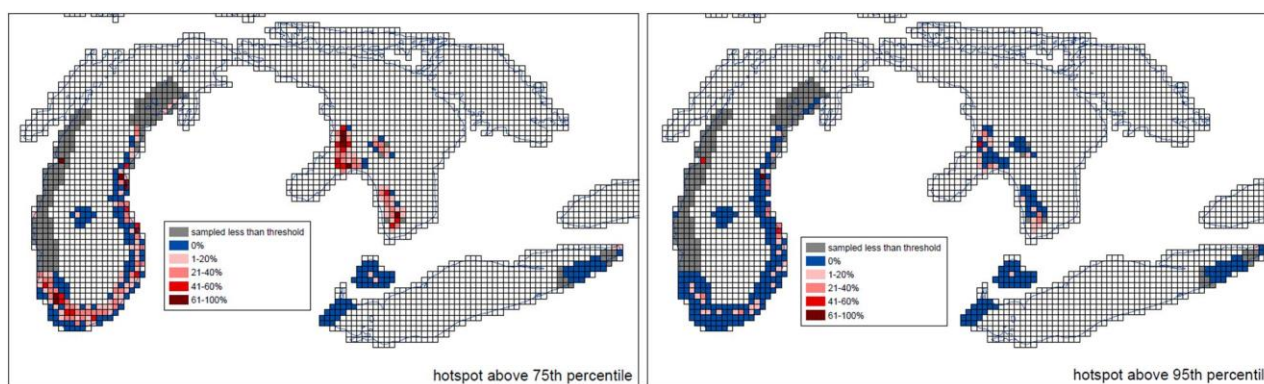 sampled less than threshold
0%
1-20%
21-40%
41-60%
61-100%
hotspot above 75th percentile
sampled less than threshold
0%
1-20%
21-40%
41-60%
61-100%
hotspot above 95th percentil